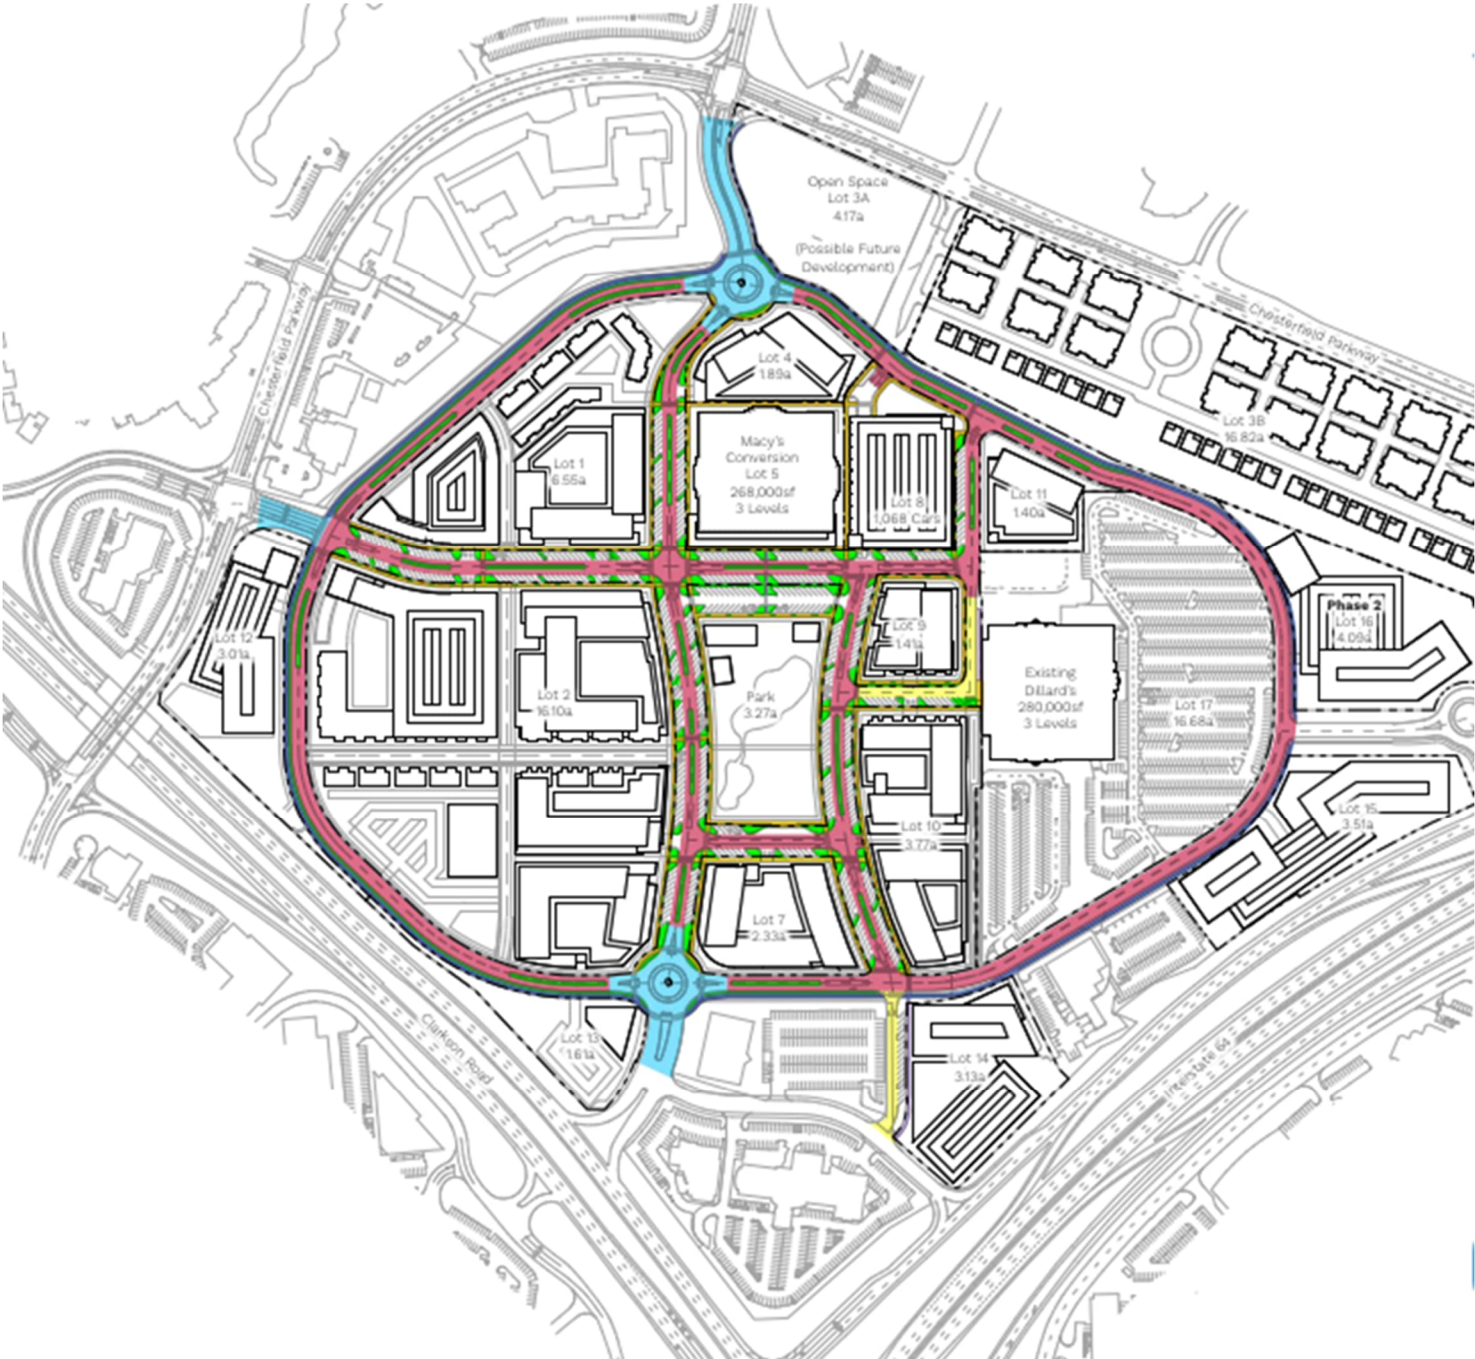 Open Space
Lot 3A
4.17a
(Possible Future
Development)
Chesterfield Parkway
Chesterfield Parkway
Lot 4
1.89a
Lot 3B
16.82a
Macy's
Conversion
Lot 5
268,000sf
3 Levels
Lot 1
6.55a
Lot 8
1,068 Cars
Lot 11
1.40a
Phase 2
Lot 16
4.09a
Lot 12
3.01a
Lot 9
1.41a
Existing
Dillard's
280,000sf
3 Levels
Lot 2
16.10a
Park
3.27a
Lot 17
16.68a
Lot 15
3.51a
Lot 10
3.77a
Lot 7
2.33a
Lot 13
1.61a
Clarkson Road
Lot 14
3.13a
Interstate 64